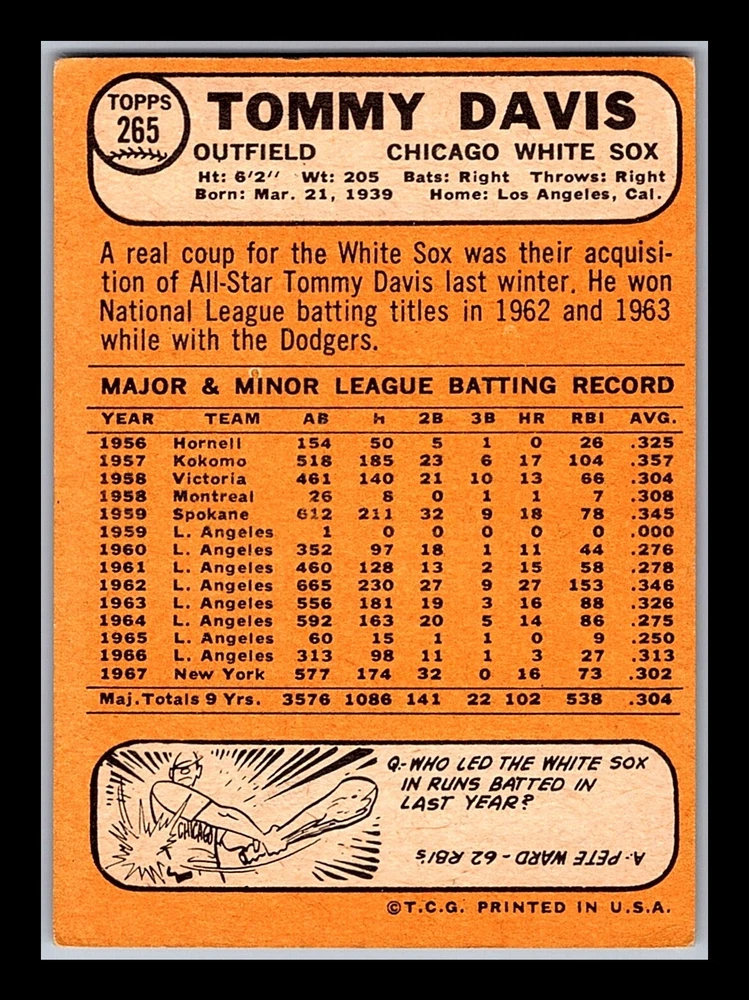 TOPPS
265
TOMMY DAVIS
OUTFIELD CHICAGO WHITE SOX
Ht: 6'2" Wt: 205 Bats: Right Throws: Right
Born: Mar. 21, 1939 Home: Los Angeles, Cal.
A real coup for the White Sox was their acquisi-
tion of All-Star Tommy Davis last winter. He won
National League batting titles in 1962 and 1963
while with the Dodgers.
MAJOR & MINOR LEAGUE BATTING RECORD
YEAR TEAM AB H 2B 3B HR RBI AVG.
1956 Hornell 154 50 5 1 0 26 .325
1957 Kokomo 518 185 23 6 17 104 .357
1958 Victoria 461 140 21 10 13 66 .304
1958 Montreal 26 8 0 1 1 7 .308
1959 Spokane 612 211 32 9 18 78 .345
1959 L. Angeles 1 0 0 0 0 0 .000
1960 L. Angeles 352 97 18 1 11 44 .276
1961 L. Angeles 460 128 13 2 15 58 .278
1962 L. Angeles 665 230 27 9 27 153 .346
1963 L. Angeles 556 181 19 3 16 88 .326
1964 L. Angeles 592 163 20 5 14 86 .275
1965 L. Angeles 60 15 1 1 0 9 .250
1966 L. Angeles 313 98 11 1 3 27 .313
1967 New York 577 174 32 0 16 73 .302
Maj. Totals 9 Yrs. 3576 1086 141 22 102 538 .304
CHICAGO
Q.- WHO LED THE WHITE SOX
IN RUNS BATTED IN
LAST YEAR?
A.- PETE WARD - 62 RBI's
©T.C.G. PRINTED IN U.S.A.